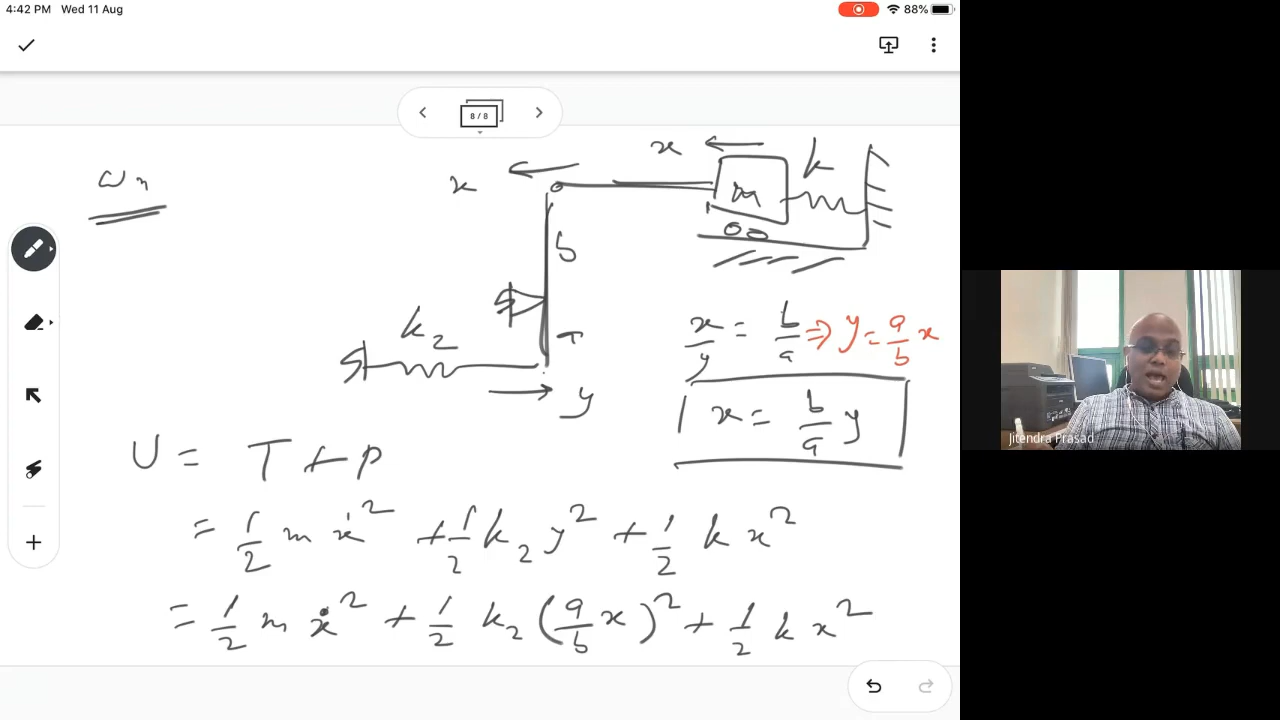 4:42 PM Wed 11 Aug
88%
8 / 8
ωn
x
x
m
k
b
k2
y
x/y = b/a ⇒ y = a/b x
x = b/a y
U = T + P
= 1/2 m ẋ² + 1/2 k2 y² + 1/2 k x²
= 1/2 m ẋ² + 1/2 k2 (a/b x)² + 1/2 k x²
Jitendra Prasad